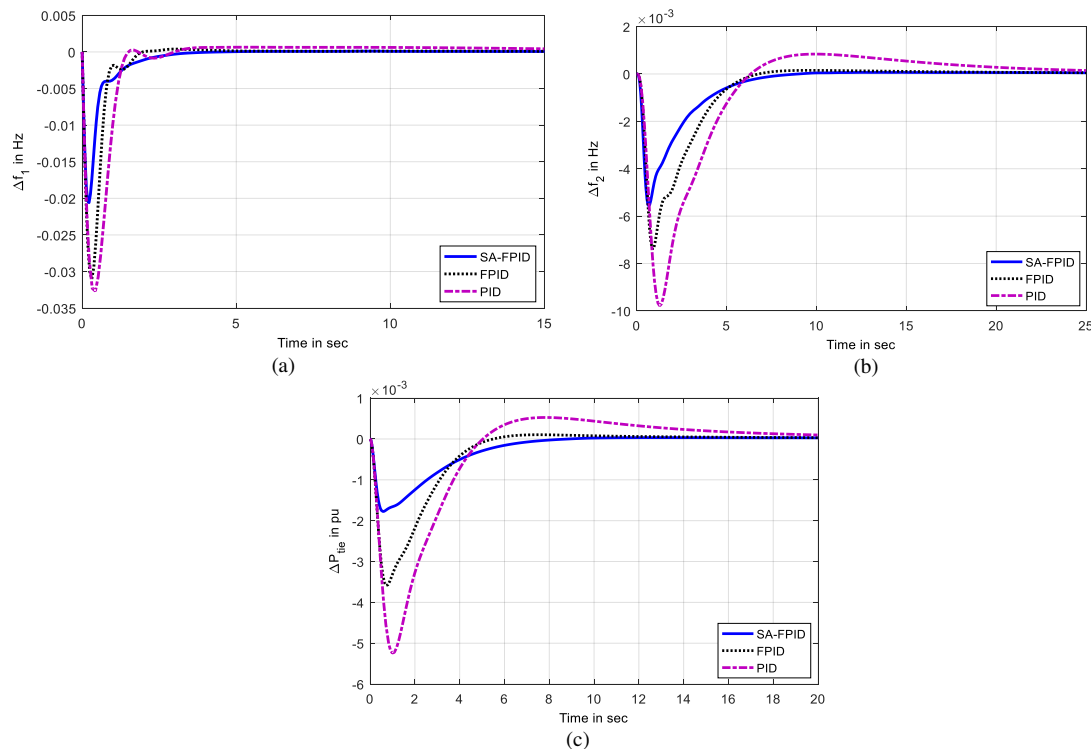 0.005
0
-0.005
-0.01
-0.015
-0.02
-0.025
-0.03
-0.035
Δf1 in Hz
0 5 10 15
Time in sec
SA-FPID
FPID
PID
(a)
×10-3
2
0
-2
-4
-6
-8
-10
Δf2 in Hz
0 5 10 15 20 25
Time in sec
SA-FPID
FPID
PID
(b)
×10-3
1
0
-1
-2
-3
-4
-5
-6
ΔPtie in pu
0 2 4 6 8 10 12 14 16 18 20
Time in sec
SA-FPID
FPID
PID
(c)